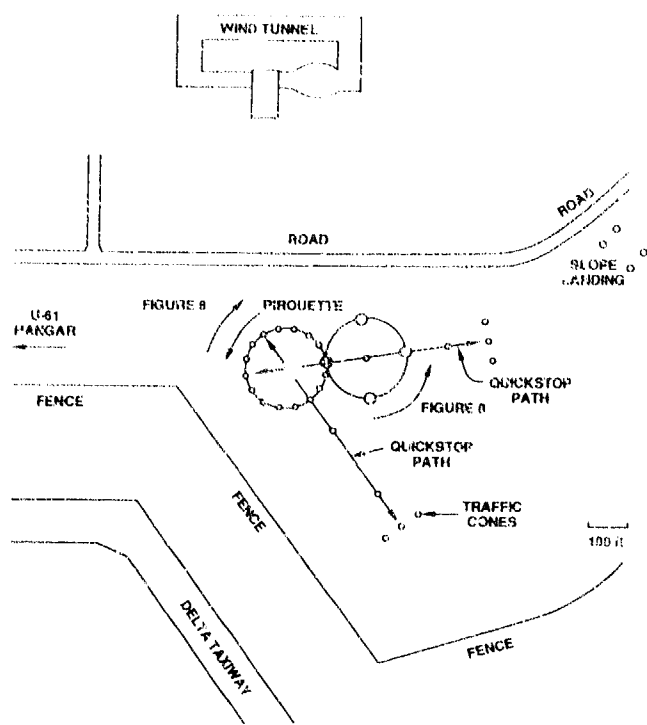 WIND TUNNEL
ROAD
ROAD
SLOPE
LANDING
FIGURE 8
PIROUETTE
U-61
HANGAR
QUICKSTOP
PATH
FENCE
FIGURE 8
QUICKSTOP
PATH
FENCE
TRAFFIC
CONES
100 ft
DELTA TAXIWAY
FENCE